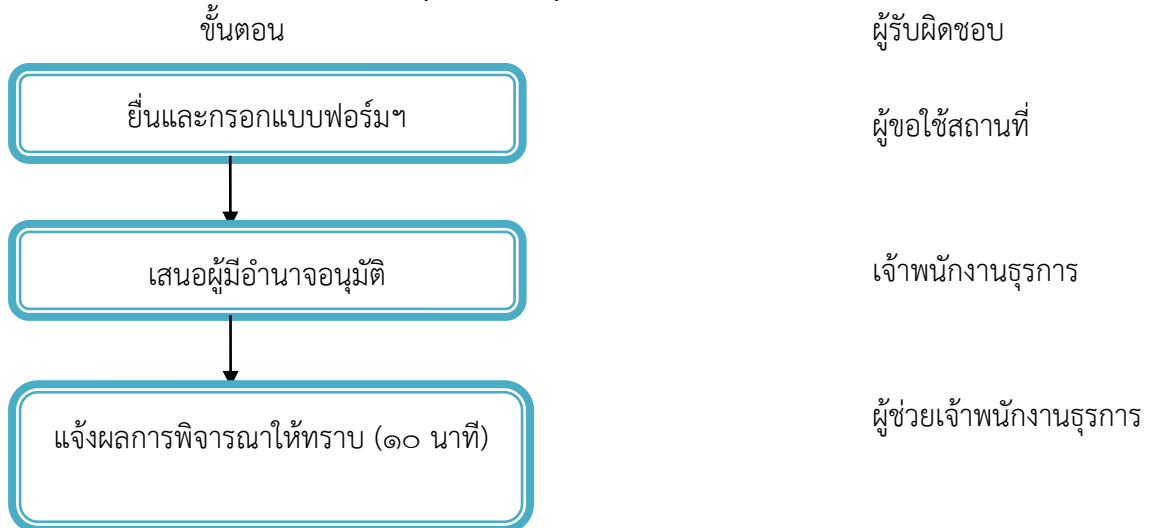 ขั้นตอน ผู้รับผิดชอบ
ยื่นและกรอกแบบฟอร์มฯ ผู้ขอใช้สถานที่
เสนอผู้มีอำนาจอนุมัติ เจ้าพนักงานธุรการ
แจ้งผลการพิจารณาให้ทราบ (๑๐ นาที) ผู้ช่วยเจ้าพนักงานธุรการ